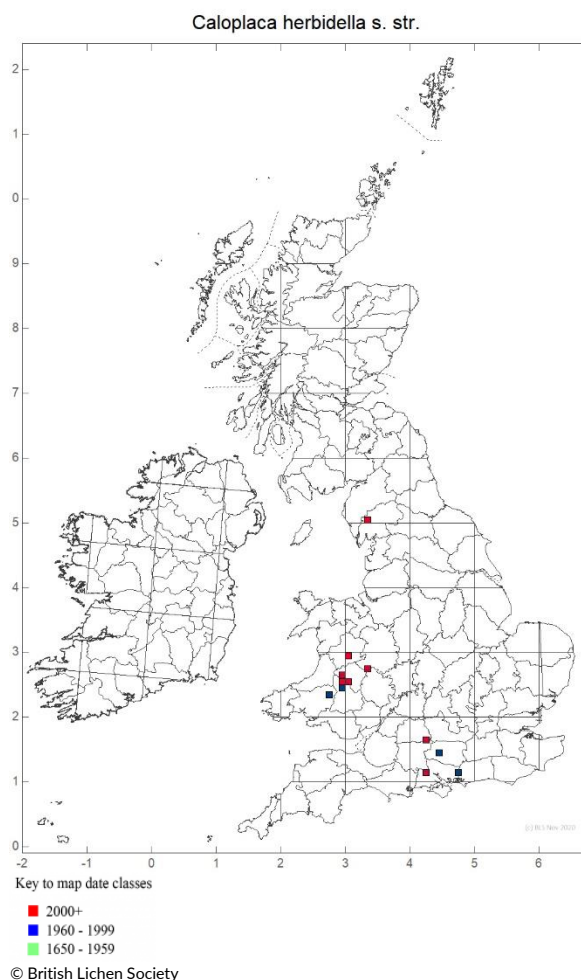 Caloplaca herbidella s. str.
2
1
0
9
8
7
6
5
4
3
2
1
0
-2 -1 0 1 2 3 4 5 6
(c) BLS Nov 2020
Key to map date classes
2000+
1960 - 1999
1650 - 1959
© British Lichen Society